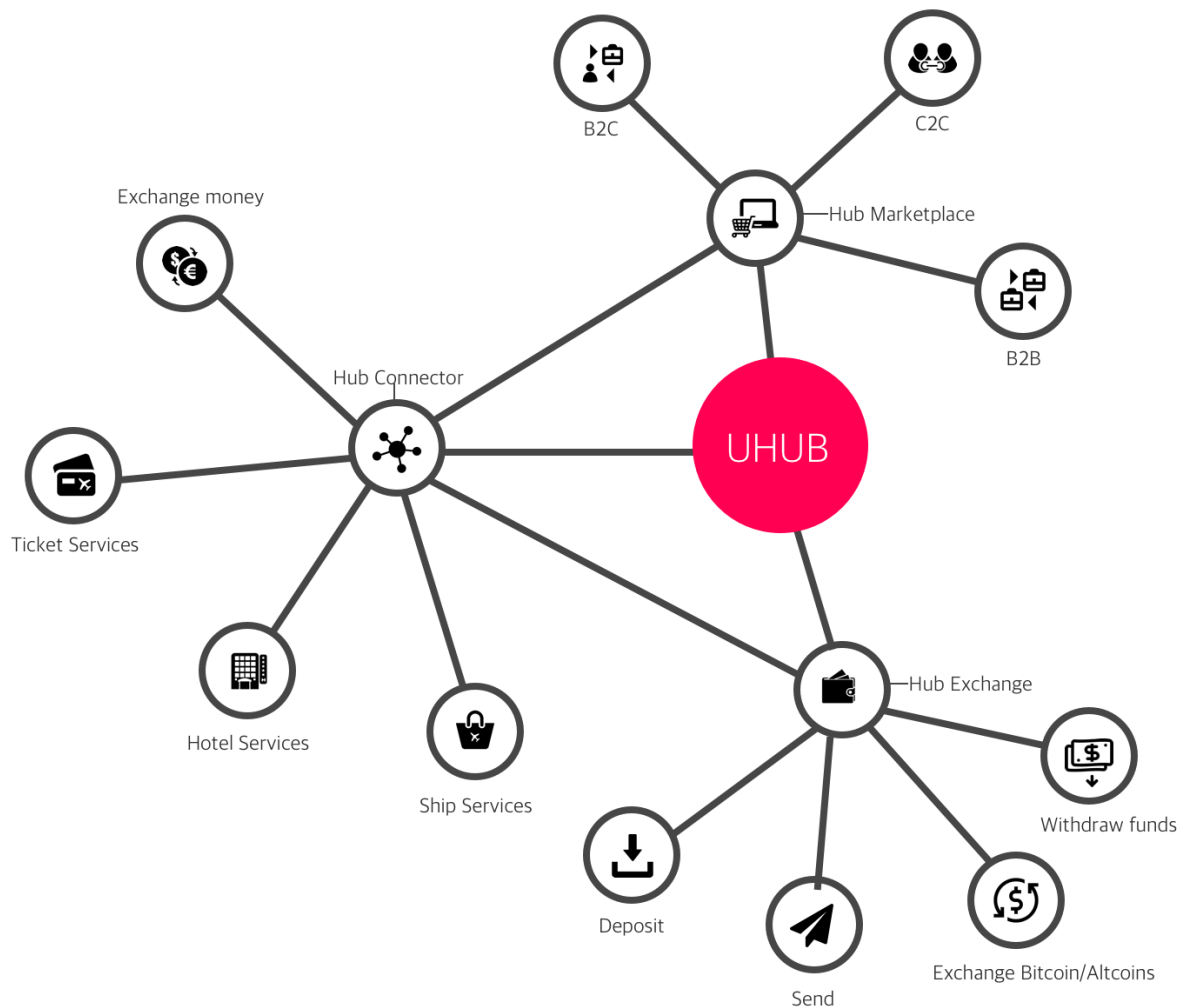 B2C
C2C
Exchange money
Hub Marketplace
B2B
Hub Connector
UHUB
Ticket Services
Hub Exchange
Hotel Services
Ship Services
Withdraw funds
Deposit
Exchange Bitcoin/Altcoins
Send